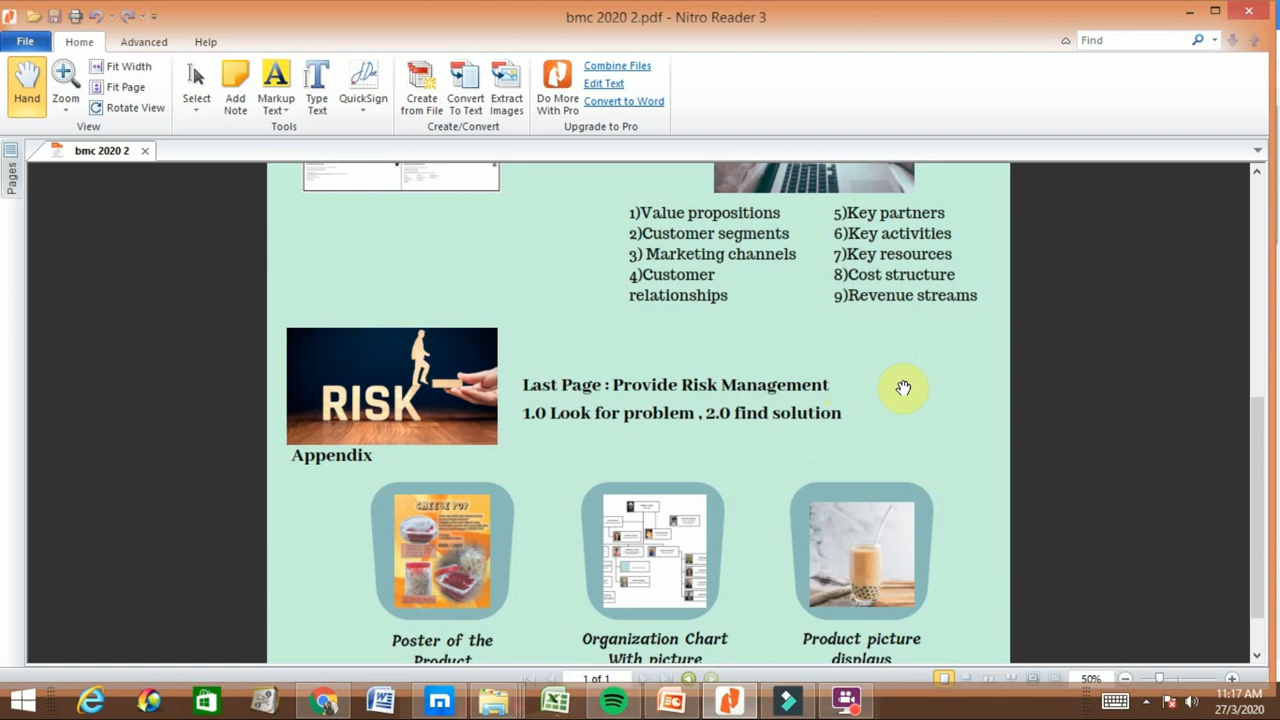 bmc 2020 2.pdf - Nitro Reader 3
File Home Advanced Help Find
Hand
Zoom
Fit Width
Fit Page
Rotate View
View
Select
Add Note
Markup Text
Type Text
QuickSign
Tools
Create from File
Convert To Text
Extract Images
Create/Convert
Do More With Pro
Combine Files
Edit Text
Convert to Word
Upgrade to Pro
bmc 2020 2
Pages
1)Value propositions
2)Customer segments
3) Marketing channels
4)Customer
relationships
5)Key partners
6)Key activities
7)Key resources
8)Cost structure
9)Revenue streams
RISK
Last Page : Provide Risk Management
1.0 Look for problem , 2.0 find solution
Appendix
CHEEZE POP
Poster of the
Product
Organization Chart
With picture
Product picture
displays
1 of 1
50%
11:17 AM
27/3/2020